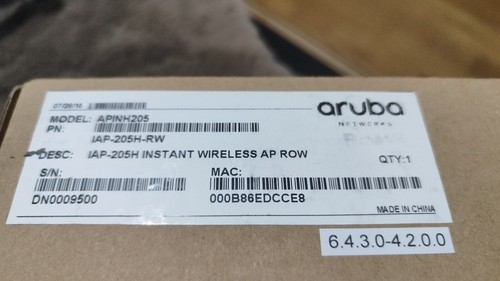 07/26/16
aruba
NETWORKS
MODEL: APINH205
PN:
IAP-205H-RW
DESC: IAP-205H INSTANT WIRELESS AP ROW
QTY:1
S/N:
MAC:
DN0009500
000B86EDCCE8
MADE IN CHINA
6.4.3.0-4.2.0.0